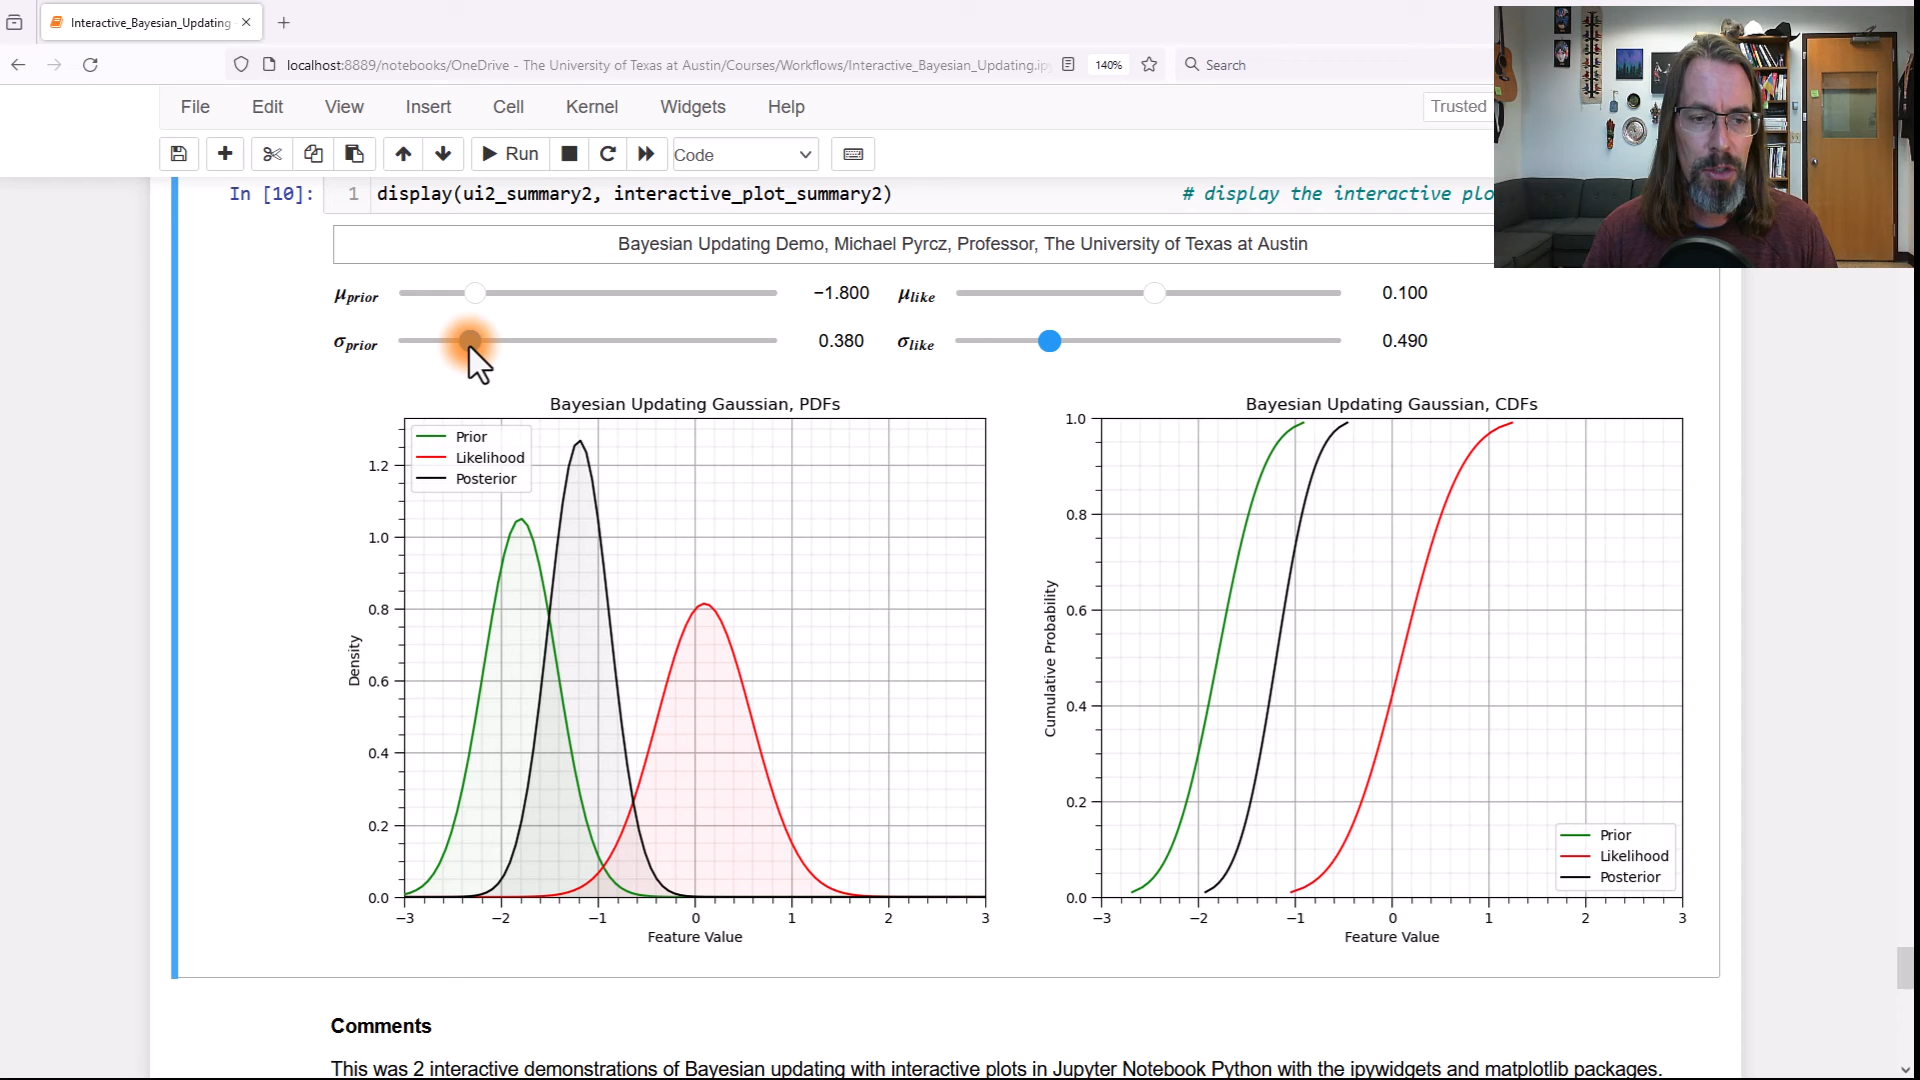 Interactive_Bayesian_Updating
localhost:8889/notebooks/OneDrive - The University of Texas at Austin/Courses/Workflows/Interactive_Bayesian_Updating.ip
140%
Search
File Edit View Insert Cell Kernel Widgets Help
Trusted
Run
Code
In [10]: 1 display(ui2_summary2, interactive_plot_summary2) # display the interactive plo
Bayesian Updating Demo, Michael Pyrcz, Professor, The University of Texas at Austin
μprior −1.800 μlike 0.100
σprior 0.380 σlike 0.490
Bayesian Updating Gaussian, PDFs
Prior
Likelihood
Posterior
1.2
1.0
0.8
0.6
0.4
0.2
0.0
Density
−3 −2 −1 0 1 2 3
Feature Value
Bayesian Updating Gaussian, CDFs
1.0
0.8
0.6
0.4
0.2
0.0
Cumulative Probability
Prior
Likelihood
Posterior
−3 −2 −1 0 1 2 3
Feature Value
Comments
This was 2 interactive demonstrations of Bayesian updating with interactive plots in Jupyter Notebook Python with the ipywidgets and matplotlib packages.